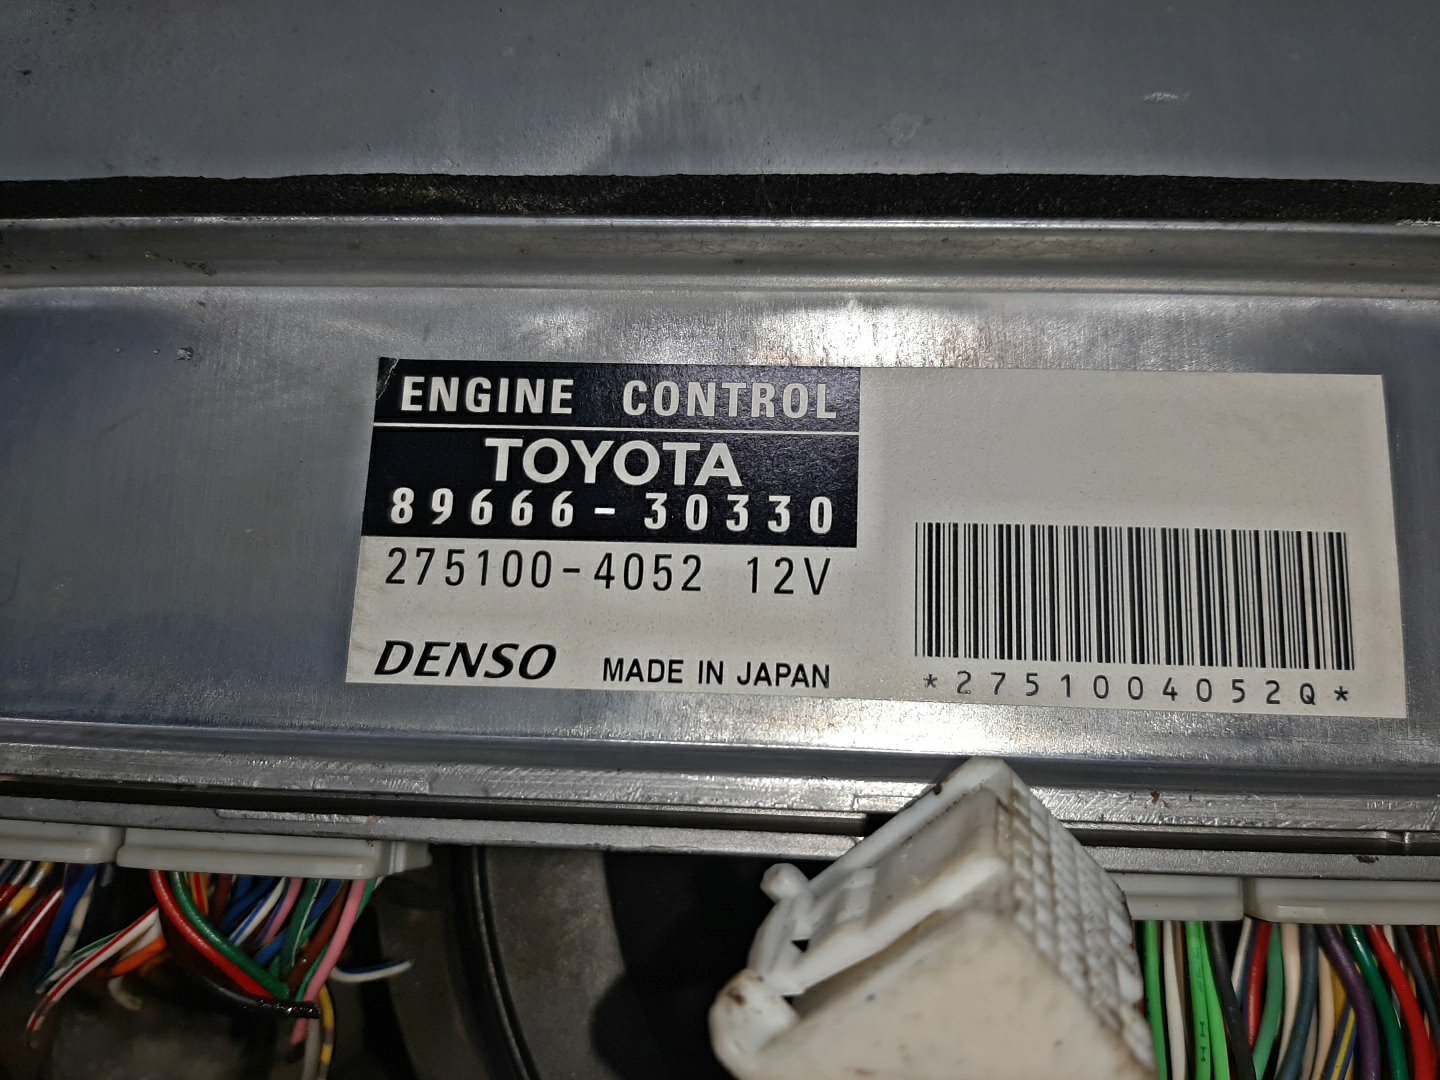 ENGINE CONTROL
TOYOTA
89666-30330
275100-4052 12V
DENSO MADE IN JAPAN
*2751004052Q*